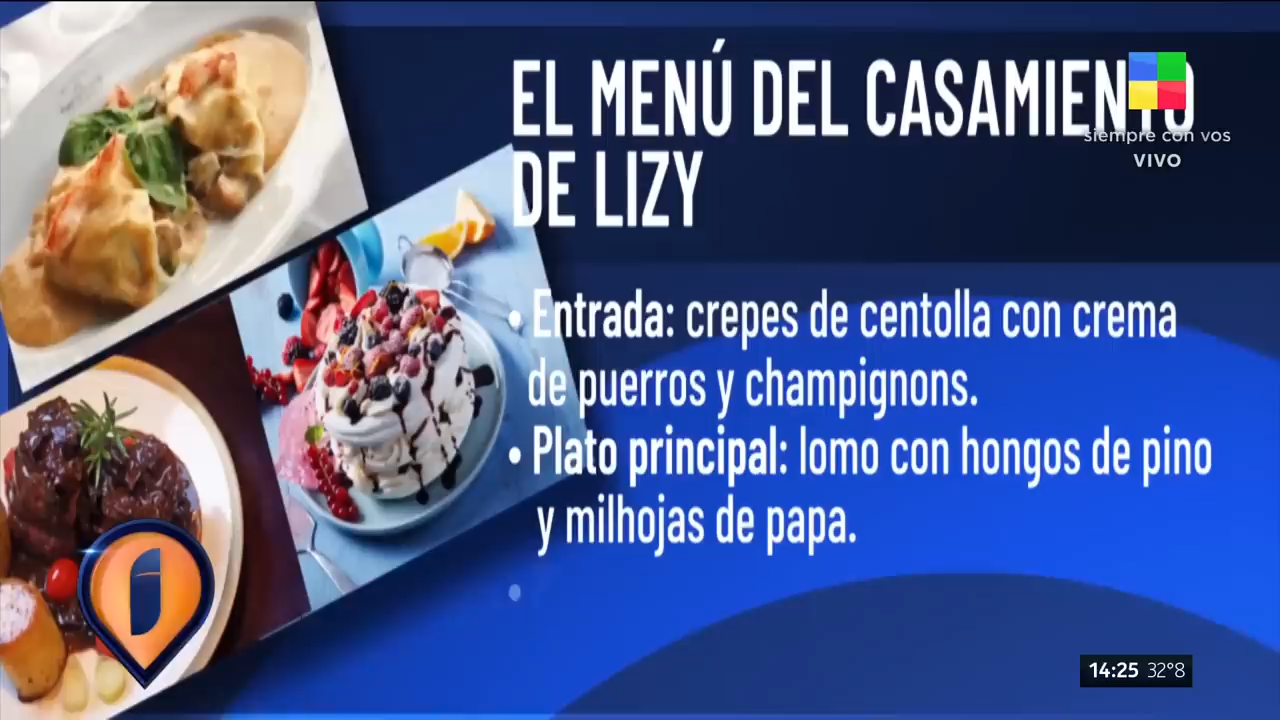 EL MENÚ DEL CASAMIENTO
DE LIZY
siempre con vos
VIVO
• Entrada: crepes de centolla con crema
de puerros y champignons.
• Plato principal: lomo con hongos de pino
y milhojas de papa.
•
i
14:25 32°8